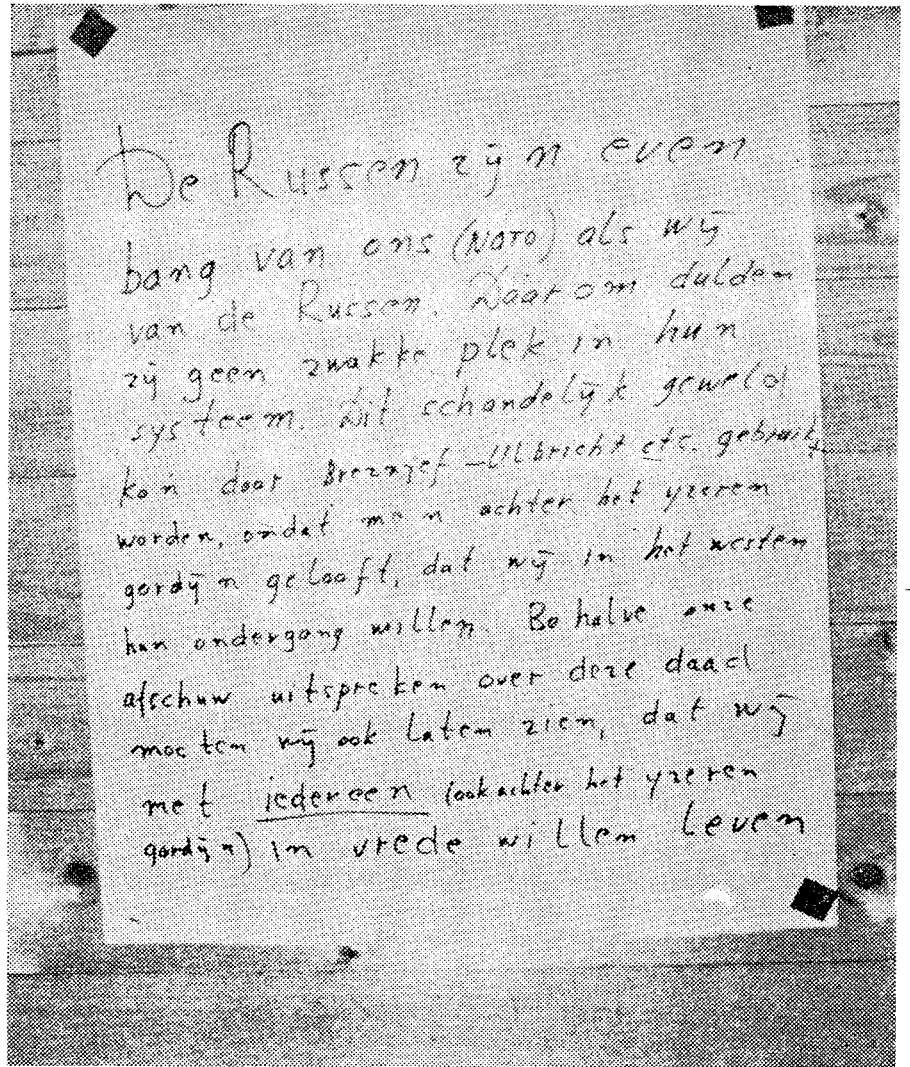 De Russen zijn even
bang van ons (NATO) als wij
van de Russen. Daarom dulden
zij geen zwakke plek in hun
systeem. Dit schandelijk geweld
kon door Breznjef-Ulbricht etc. gebruikt
worden, omdat men achter het yzeren
gordijn gelooft, dat wij in het westen
hun ondergang willen. Behalve onze
afschuw uitspreken over deze daad
moeten wij ook laten zien, dat wij
met iedereen (ook achter het yzeren
gordijn) in vrede willen leven